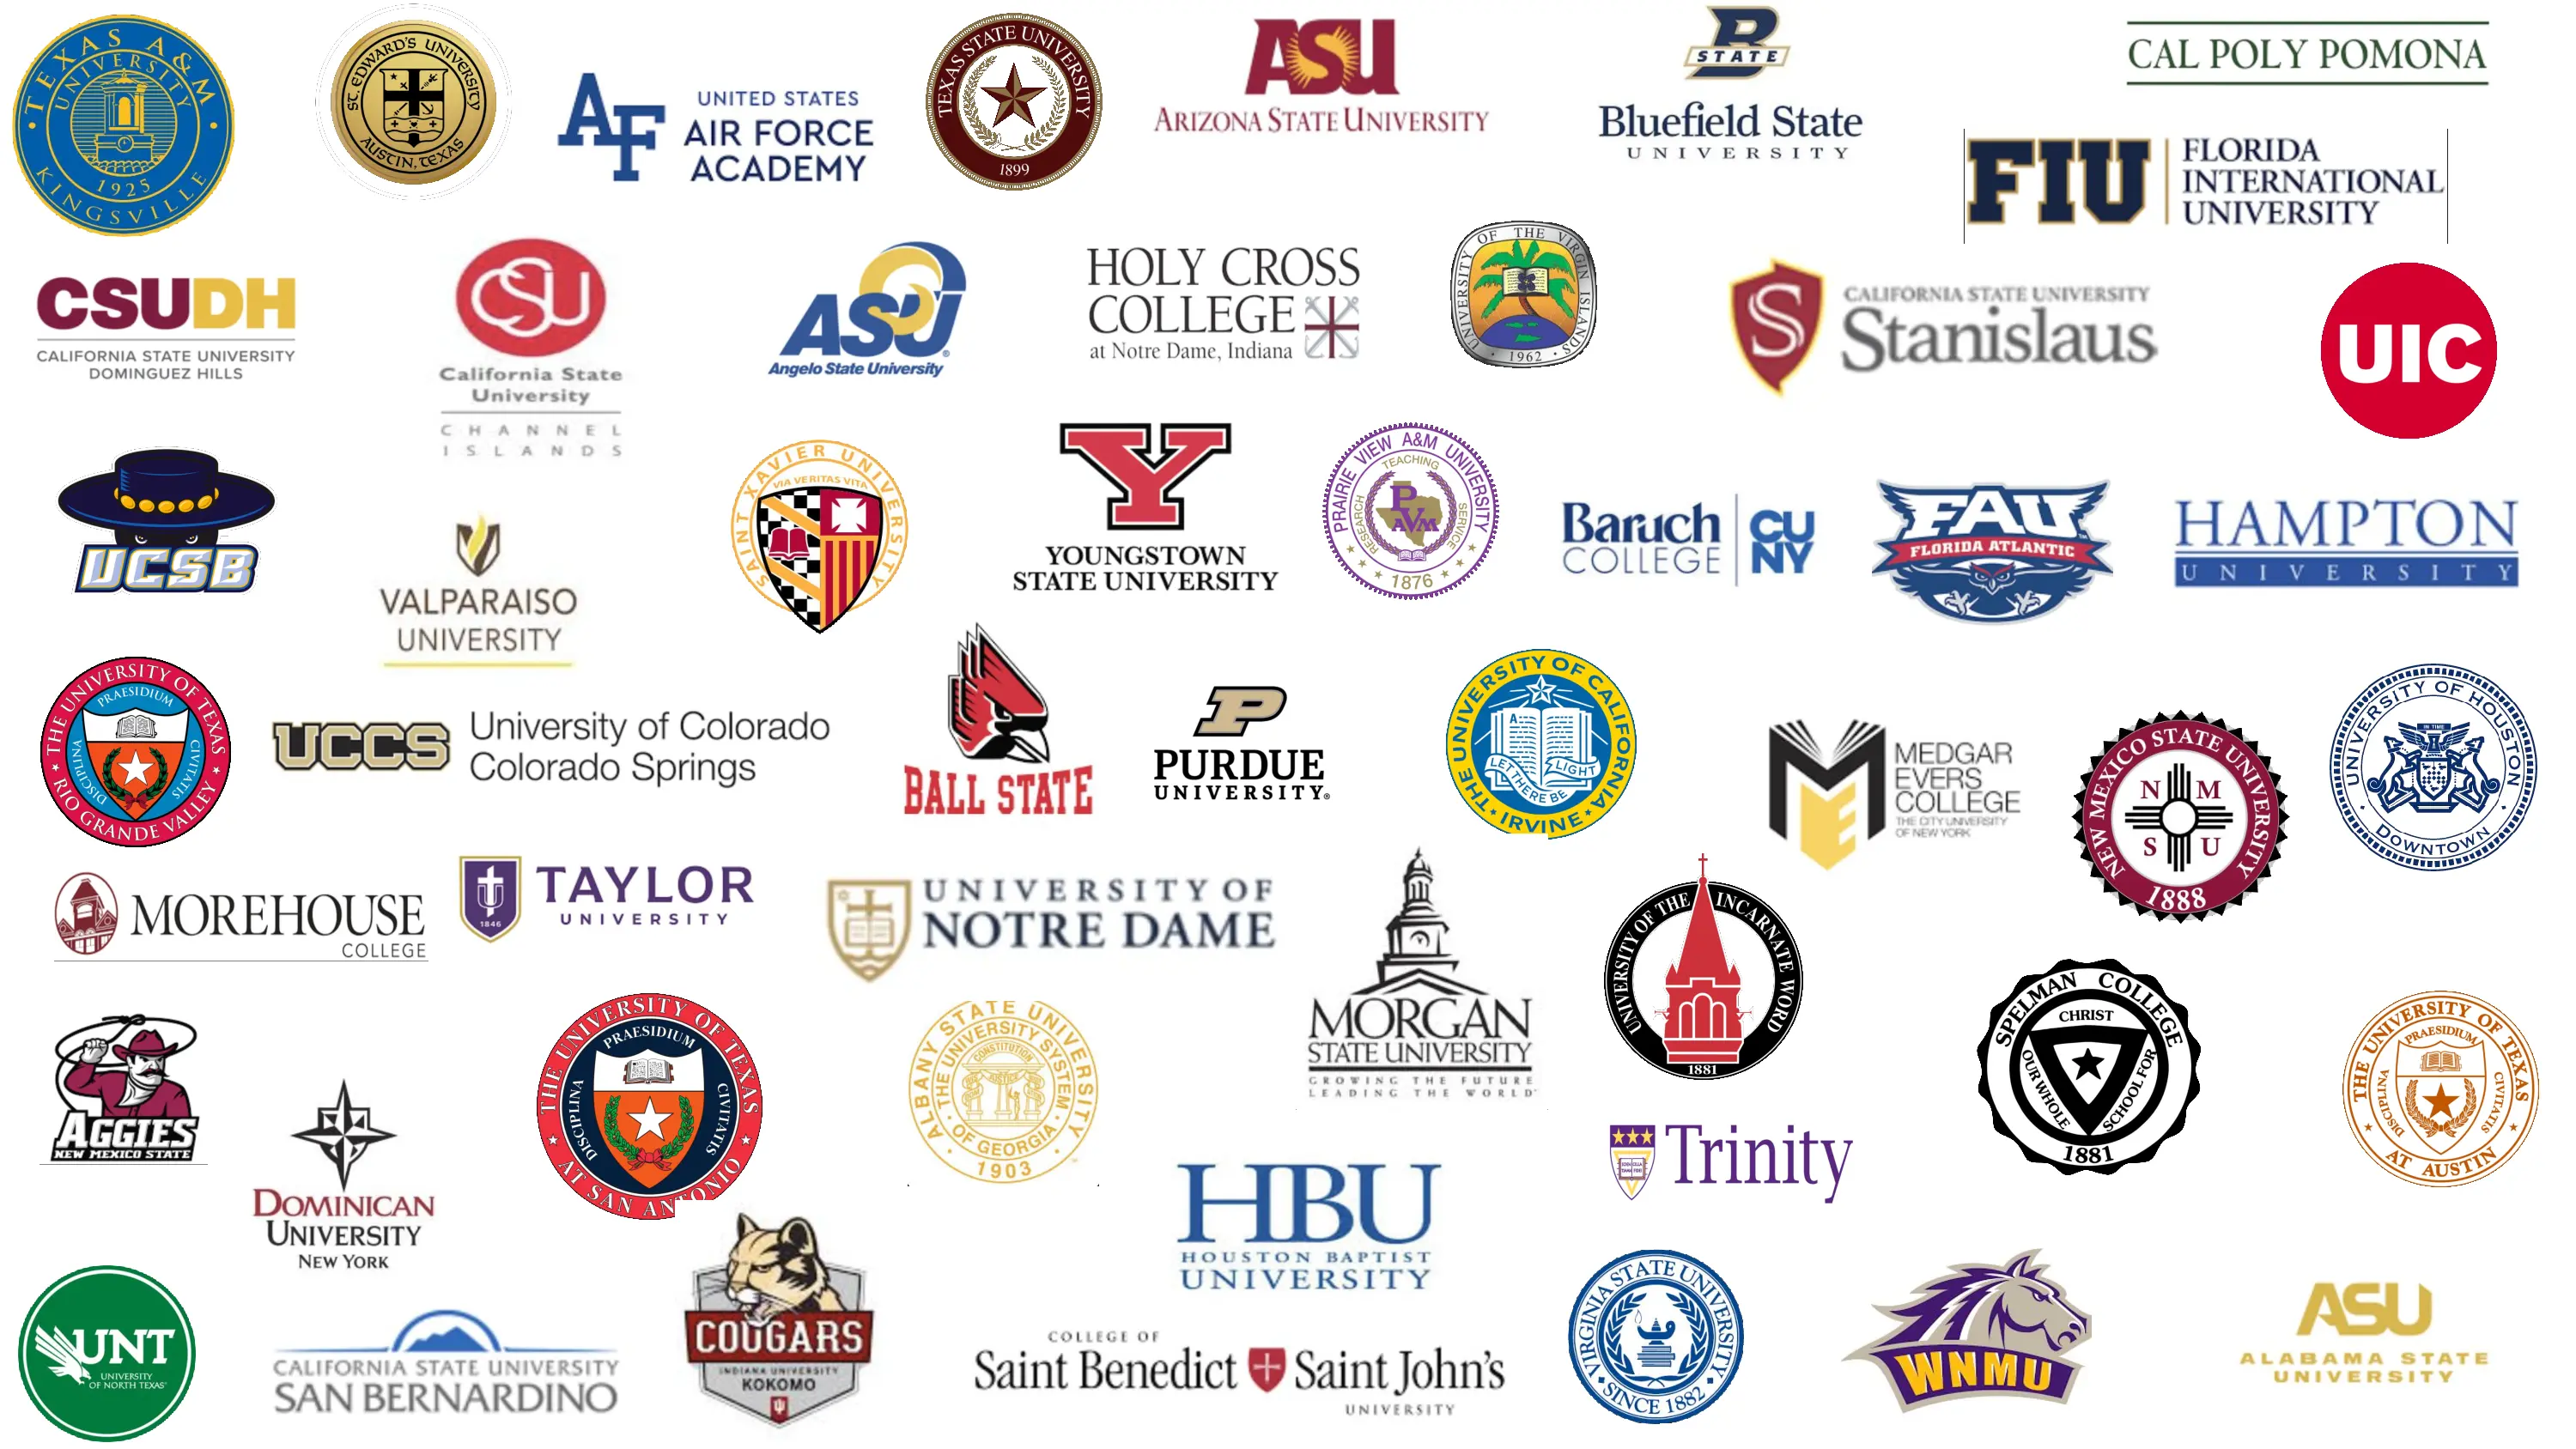 TEXAS A&M
UNIVERSITY
1925
KINGSVILLE
ST. EDWARD'S UNIVERSITY
AUSTIN, TEXAS
AF
UNITED STATES
AIR FORCE
ACADEMY
TEXAS STATE UNIVERSITY
1899
ASU
ARIZONA STATE UNIVERSITY
B
STATE
Bluefield State
UNIVERSITY
CAL POLY POMONA
FIU
FLORIDA
INTERNATIONAL
UNIVERSITY
CSUDH
CALIFORNIA STATE UNIVERSITY
DOMINGUEZ HILLS
CSU
California State
University
CHANNEL
ISLANDS
ASU
Angelo State University
HOLY CROSS
COLLEGE
at Notre Dame, Indiana
UNIVERSITY OF THE VIRGIN ISLANDS
1962
S
CALIFORNIA STATE UNIVERSITY
Stanislaus
UIC
UCSB
VALPARAISO
UNIVERSITY
SAINT XAVIER UNIVERSITY
VIA VERITAS VITA
Y
YOUNGSTOWN
STATE UNIVERSITY
PRAIRIE VIEW A&M UNIVERSITY
TEACHING
RESEARCH
SERVICE
PVAM
1876
Baruch
COLLEGE
CU
NY
FAU
FLORIDA ATLANTIC
HAMPTON
UNIVERSITY
THE UNIVERSITY OF TEXAS
PRAESIDIUM
DISCIPLINA
CIVITATIS
RIO GRANDE VALLEY
UCCS
University of Colorado
Colorado Springs
BALL STATE
P
PURDUE
UNIVERSITY®
THE UNIVERSITY OF CALIFORNIA
LET THERE BE LIGHT
IRVINE
M
E
MEDGAR
EVERS
COLLEGE
THE CITY UNIVERSITY
OF NEW YORK
NEW MEXICO STATE UNIVERSITY
N M
S U
1888
UNIVERSITY OF HOUSTON
IN TIME
DOWNTOWN
MOREHOUSE
COLLEGE
1846
TAYLOR
UNIVERSITY
UNIVERSITY OF
NOTRE DAME
MORGAN
STATE UNIVERSITY
GROWING THE FUTURE
LEADING THE WORLD
UNIVERSITY OF THE INCARNATE WORD
1881
SPELMAN COLLEGE
CHRIST
OUR WHOLE SCHOOL FOR
1881
THE UNIVERSITY OF TEXAS
PRAESIDIUM
DISCIPLINA
CIVITATIS
AT AUSTIN
AGGIES
NEW MEXICO STATE
DOMINICAN
UNIVERSITY
NEW YORK
THE UNIVERSITY OF TEXAS
PRAESIDIUM
DISCIPLINA
CIVITATIS
AT SAN ANTONIO
ALBANY STATE UNIVERSITY
THE UNIVERSITY SYSTEM
CONSTITUTION
OF GEORGIA
1903
HBU
HOUSTON BAPTIST
UNIVERSITY
Trinity
UNT
UNIVERSITY
OF NORTH TEXAS
CALIFORNIA STATE UNIVERSITY
SAN BERNARDINO
COUGARS
INDIANA UNIVERSITY
KOKOMO
COLLEGE OF
Saint Benedict
Saint John's
UNIVERSITY
VIRGINIA STATE UNIVERSITY
SINCE 1882
WNMU
ASU
ALABAMA STATE
UNIVERSITY